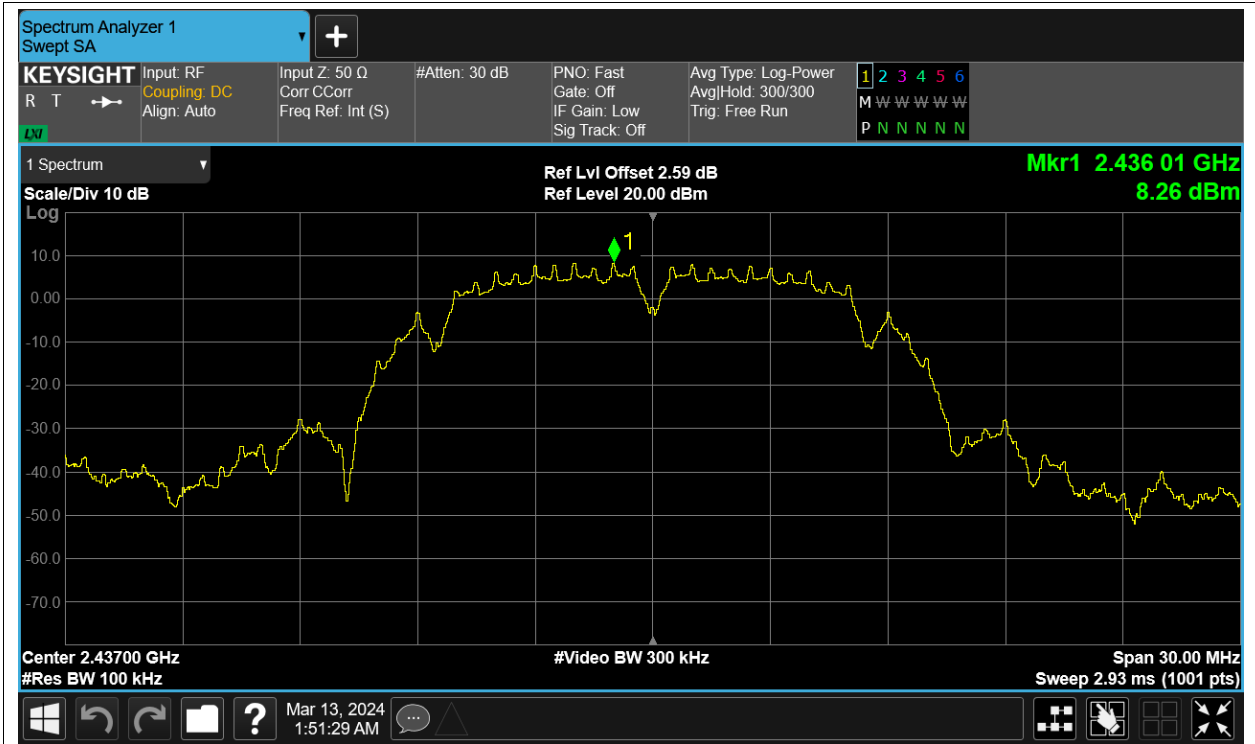 Spectrum Analyzer 1
Swept SA
KEYSIGHT
R T
LXI
Input: RF
Coupling: DC
Align: Auto
Input Z: 50 Ω
Corr CCorr
Freq Ref: Int (S)
#Atten: 30 dB
PNO: Fast
Gate: Off
IF Gain: Low
Sig Track: Off
Avg Type: Log-Power
Avg|Hold: 300/300
Trig: Free Run
1 2 3 4 5 6
M W W W W W
P N N N N N
1 Spectrum
Scale/Div 10 dB
Log
Ref Lvl Offset 2.59 dB
Ref Level 20.00 dBm
Mkr1 2.436 01 GHz
8.26 dBm
1
10.0
0.00
-10.0
-20.0
-30.0
-40.0
-50.0
-60.0
-70.0
Center 2.43700 GHz
#Res BW 100 kHz
#Video BW 300 kHz
Span 30.00 MHz
Sweep 2.93 ms (1001 pts)
?
Mar 13, 2024
1:51:29 AM